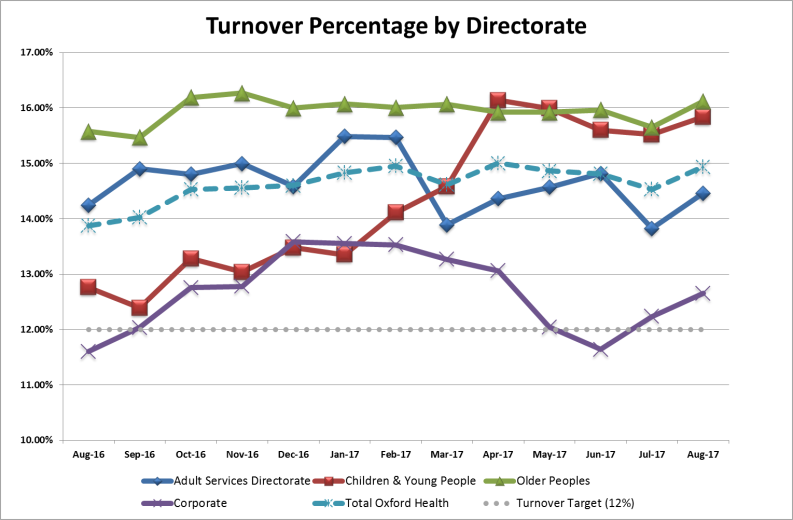 Turnover Percentage by Directorate
17.00%
16.00%
15.00%
14.00%
13.00%
12.00%
11.00%
10.00%
Aug-16 Sep-16 Oct-16 Nov-16 Dec-16 Jan-17 Feb-17 Mar-17 Apr-17 May-17 Jun-17 Jul-17 Aug-17
Adult Services Directorate Children & Young People Older Peoples
Corporate Total Oxford Health Turnover Target (12%)